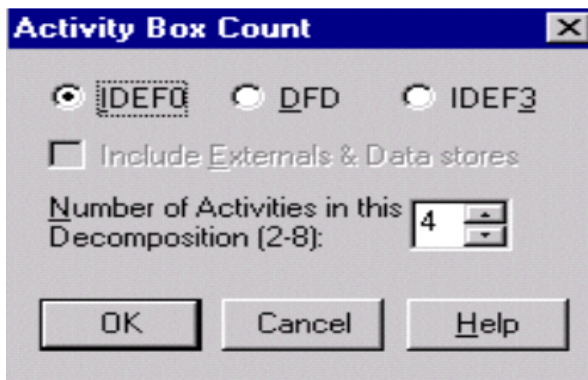 Activity Box Count
IDEF0 DFD IDEF3
Include Externals & Data stores
Number of Activities in this
Decomposition (2-8):
4
OK Cancel Help